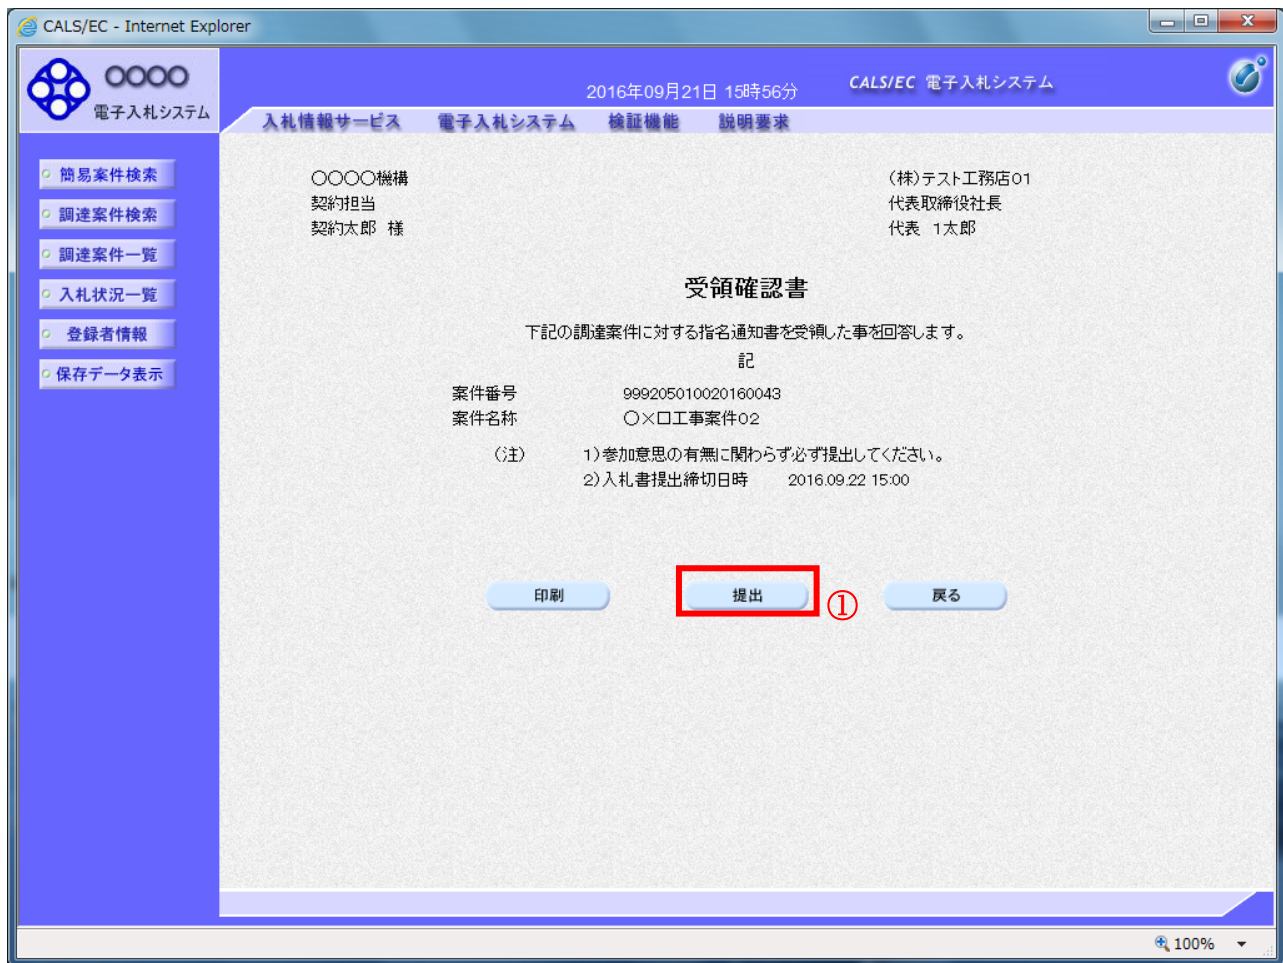 CALS/EC - Internet Explorer
○○○○
電子入札システム
2016年09月21日 15時56分
CALS/EC 電子入札システム
入札情報サービス 電子入札システム 検証機能 説明要求
簡易案件検索
調達案件検索
調達案件一覧
入札状況一覧
登録者情報
保存データ表示
○○○○機構
契約担当
契約太郎 様
(株)テスト工務店01
代表取締役社長
代表 1太郎
受領確認書
下記の調達案件に対する指名通知書を受領した事を回答します。
記
案件番号 999205010020160043
案件名称 ○×口工事案件02
(注) 1)参加意思の有無に関わらず必ず提出してください。
2)入札書提出締切日時 2016.09.22 15:00
印刷 提出 ① 戻る
100%